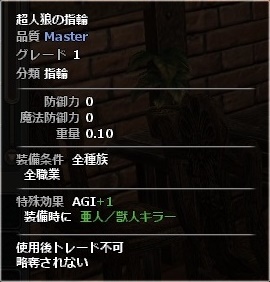 超人狼の指輪
品質 Master
グレード 1
分類 指輪
防御力 0
魔法防御力 0
重量 0.10
装備条件 全種族
全職業
特殊効果 AGI+1
装備時に 亜人／獣人キラー
使用後トレード不可
略奪されない